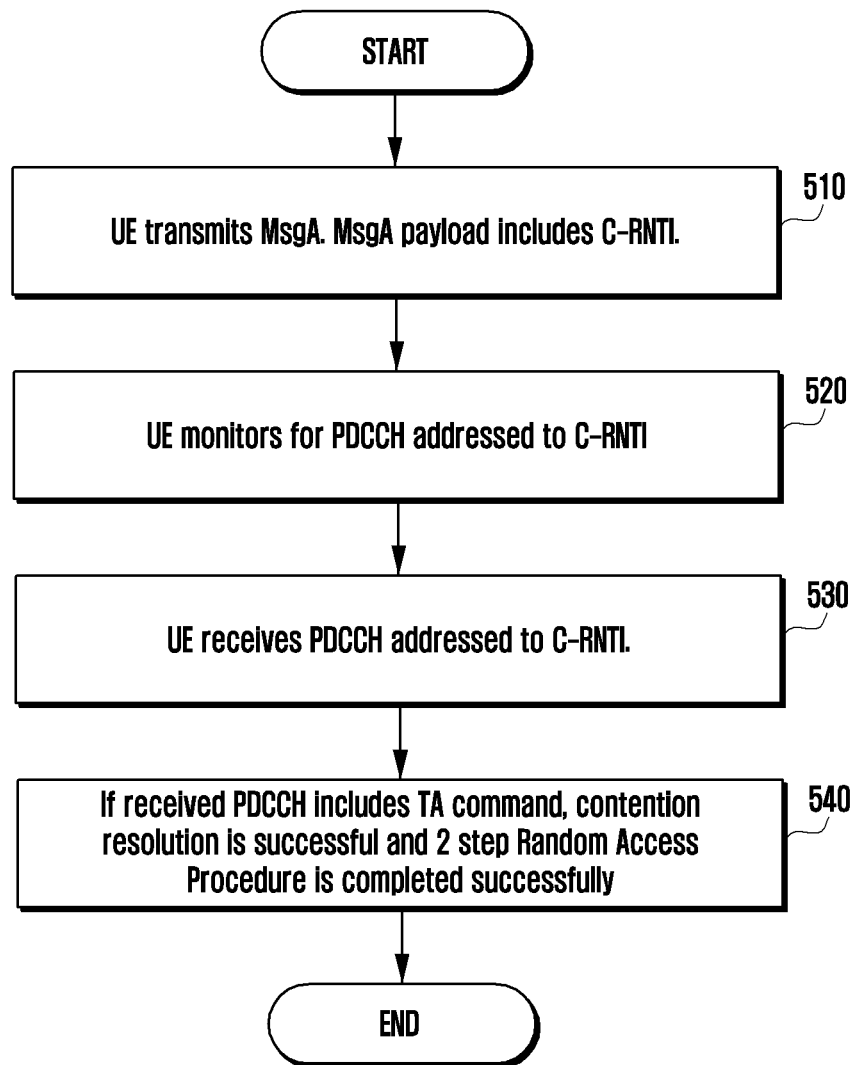 START
510
UE transmits MsgA. MsgA payload includes C-RNTI.
520
UE monitors for PDCCH addressed to C-RNTI
530
UE receives PDCCH addressed to C-RNTI.
540
If received PDCCH includes TA command, contention
resolution is successful and 2 step Random Access
Procedure is completed successfully
END